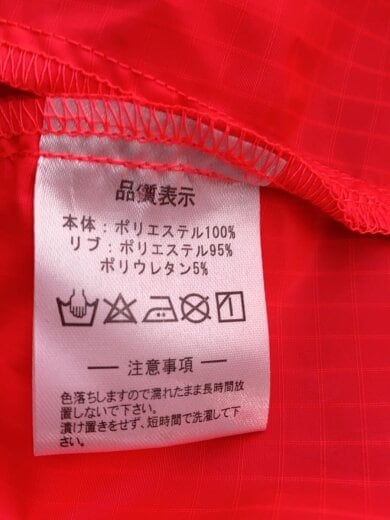 品質表示
本体：ポリエステル100%
リブ：ポリエステル95%
ポリウレタン5%
注意事項
色落ちしますので濡れたまま長時間放
置しないで下さい。
漬け置きをせず、短時間で洗濯して下
さい。